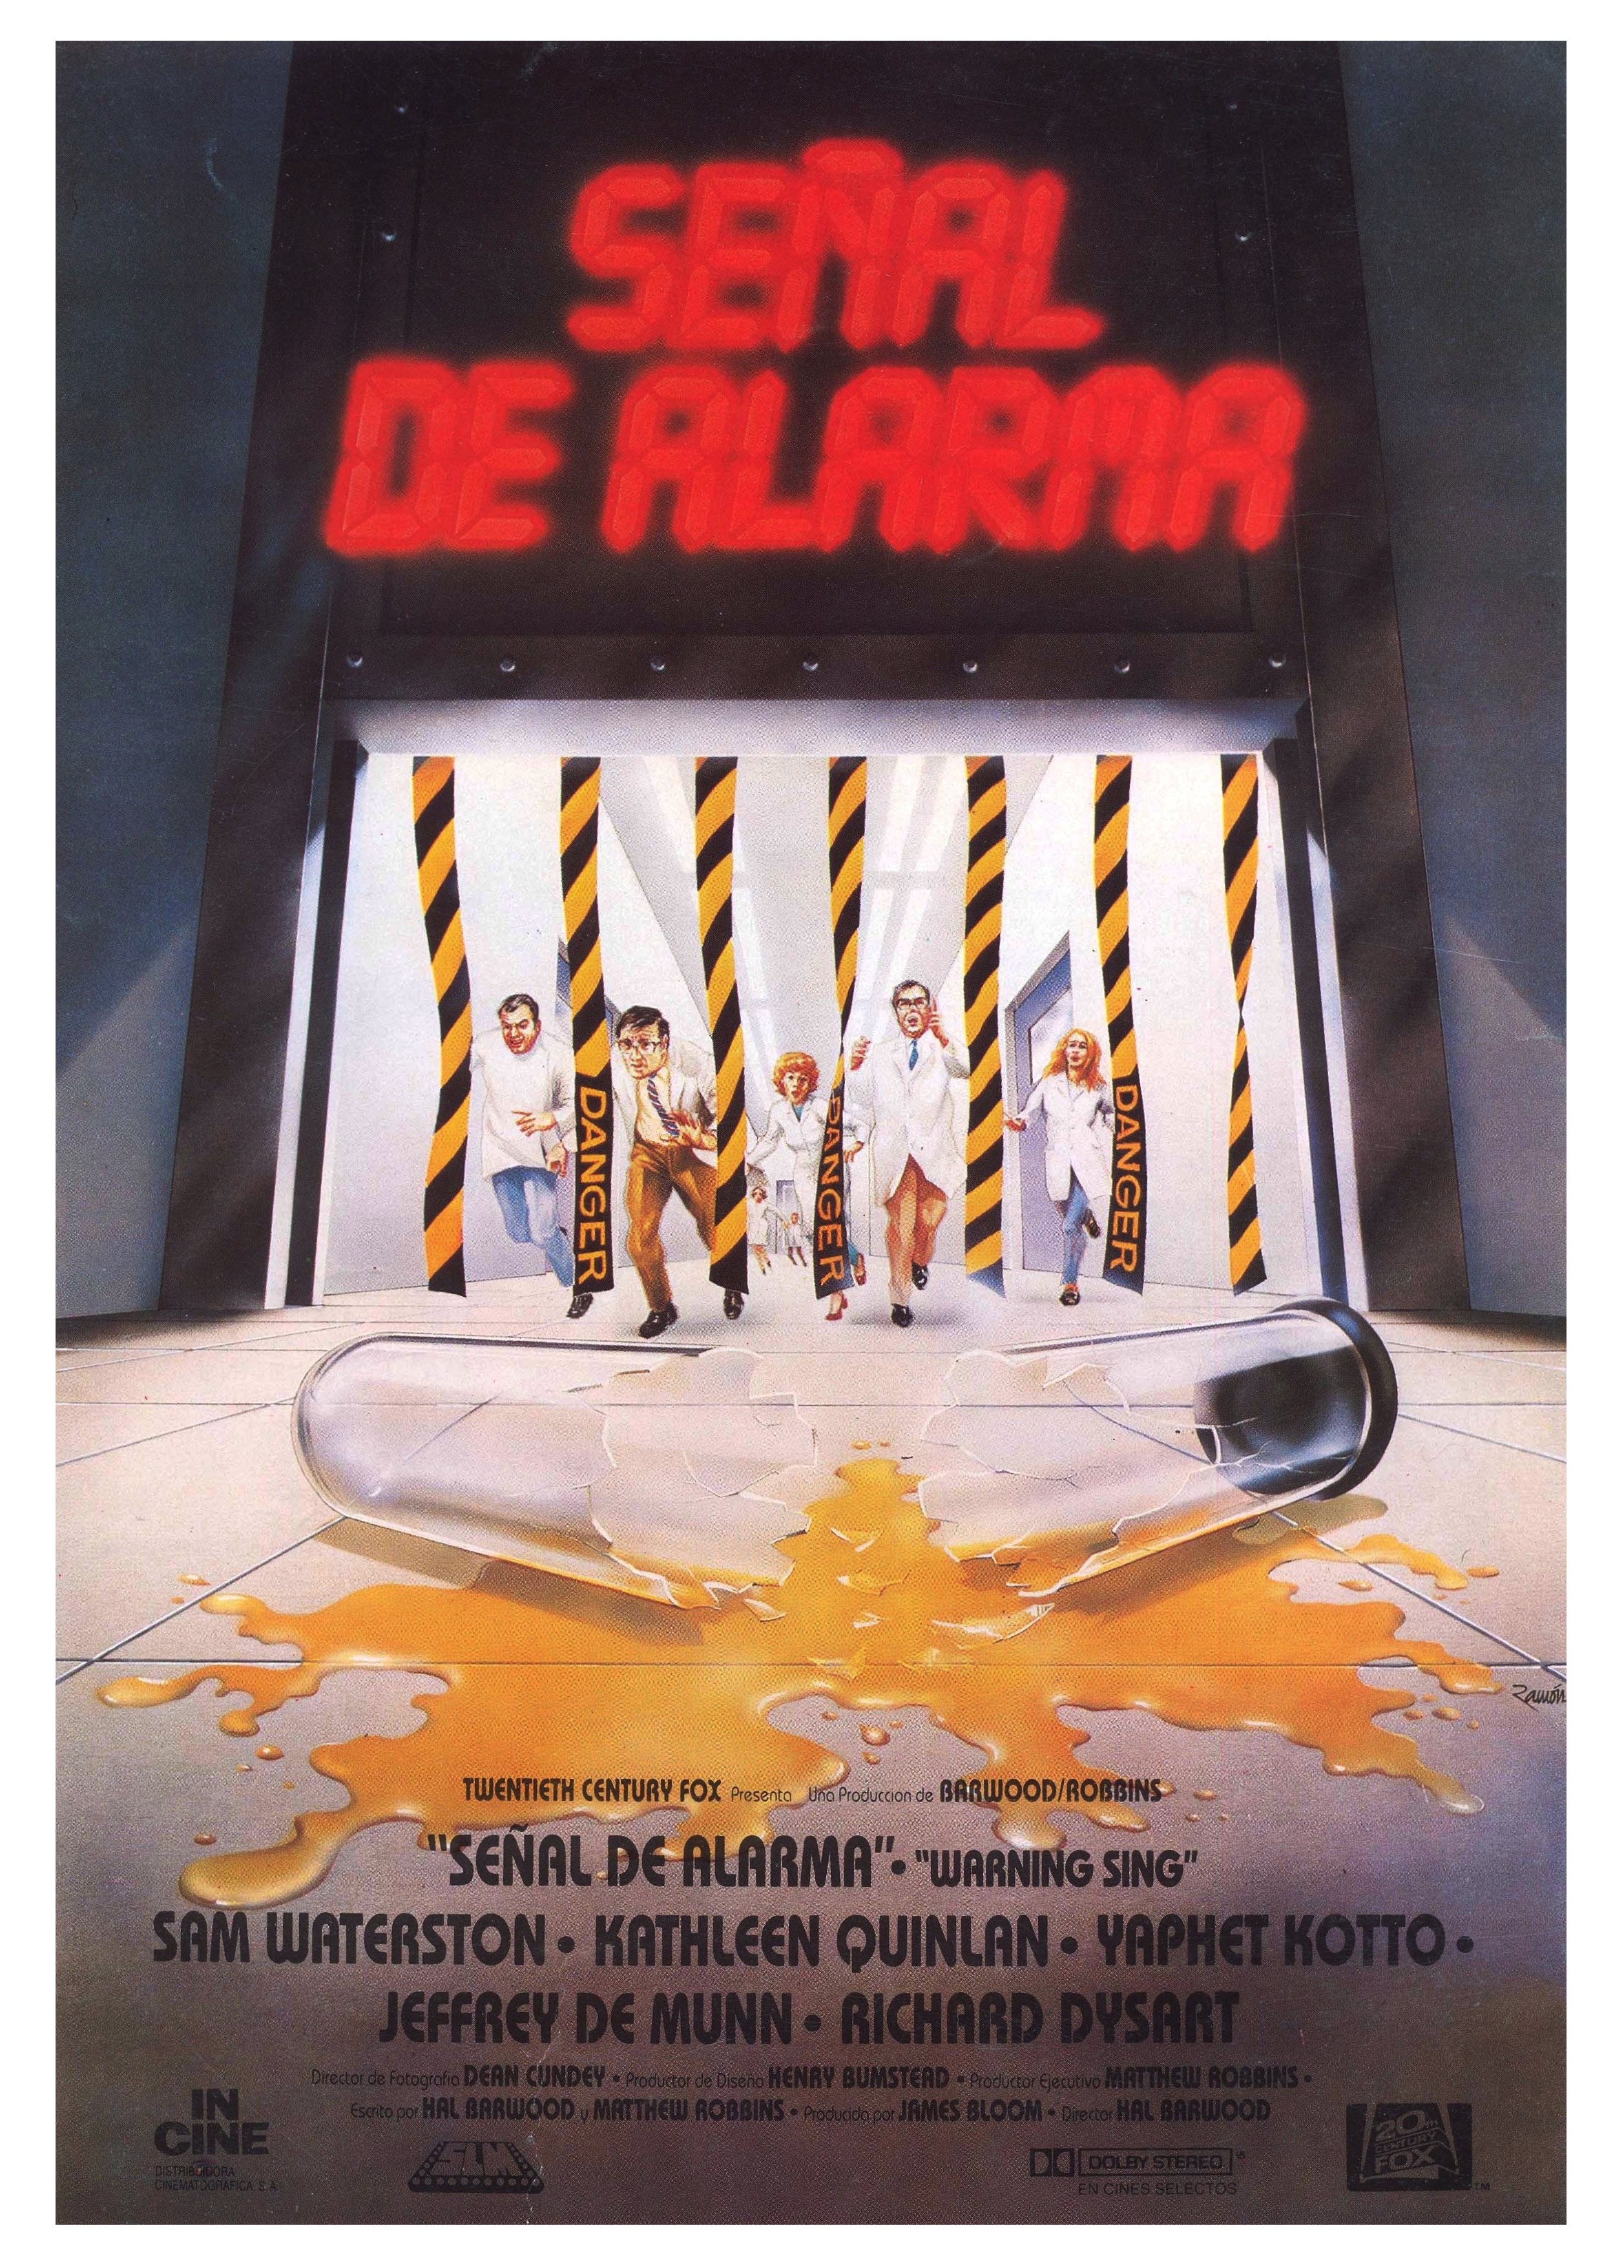 SEÑAL
DE ALARMA
DANGER
DANGER
DANGER
Ramón
TWENTIETH CENTURY FOX Presenta Una Produccion de BARWOOD/ROBBINS
"SEÑAL DE ALARMA" • "WARNING SING"
SAM WATERSTON • KATHLEEN QUINLAN • YAPHET KOTTO •
JEFFREY DE MUNN • RICHARD DYSART
Director de Fotografia DEAN CUNDEY • Productor de Diseño HENRY BUMSTEAD • Productor Ejecutivo MATTHEW ROBBINS •
Escrito por HAL BARWOOD y MATTHEW ROBBINS • Producida por JAMES BLOOM • Director HAL BARWOOD
IN
CINE
DISTRIBUIDORA
CINEMATOGRAFICA, S.A
SLM
DOLBY STEREO
EN CINES SELECTOS
20th
CENTURY
FOX
TM